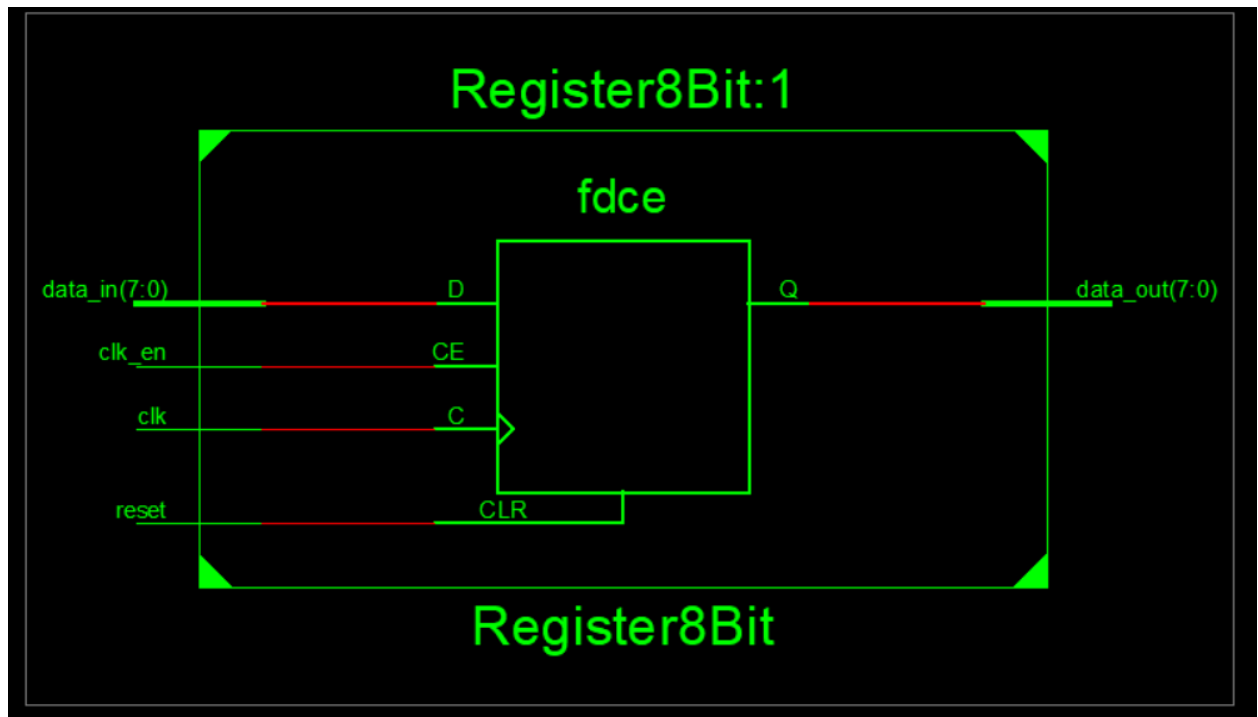 Register8Bit:1
fdce
data_in(7:0) D Q data_out(7:0)
clk_en CE
clk C
reset CLR
Register8Bit